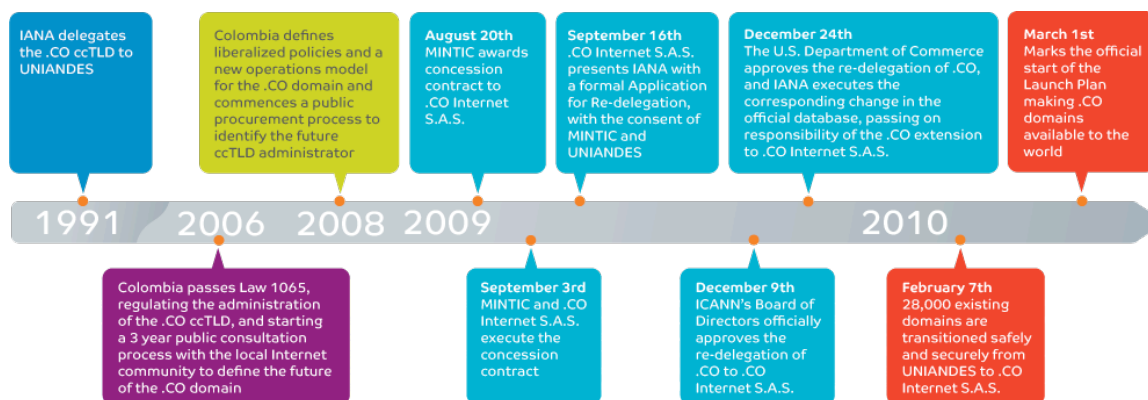 IANA delegates
the .CO ccTLD to
UNIANDES
Colombia defines
liberalized policies and a
new operations model
for the .CO domain and
commences a public
procurement process to
identify the future
ccTLD administrator
August 20th
MINTIC awards
concession
contract to
.CO Internet
S.A.S.
September 16th
.CO Internet S.A.S.
presents IANA with
a formal Application
for Re-delegation,
with the consent of
MINTIC and
UNIANDES
December 24th
The U.S. Department of Commerce
approves the re-delegation of .CO,
and IANA executes the
corresponding change in the
official database, passing on
responsibility of the .CO extension
to .CO Internet S.A.S.
March 1st
Marks the official
start of the
Launch Plan
making .CO
domains
available to the
world
1991
2006
2008
2009
2010
Colombia passes Law 1065,
regulating the administration
of the .CO ccTLD, and starting
a 3 year public consultation
process with the local Internet
community to define the future
of the .CO domain
September 3rd
MINTIC and .CO
Internet S.A.S.
execute the
concession
contract
December 9th
ICANN's Board of
Directors officially
approves the
re-delegation of
.CO to .CO
Internet S.A.S.
February 7th
28,000 existing
domains are
transitioned safely
and securely from
UNIANDES to .CO
Internet S.A.S.